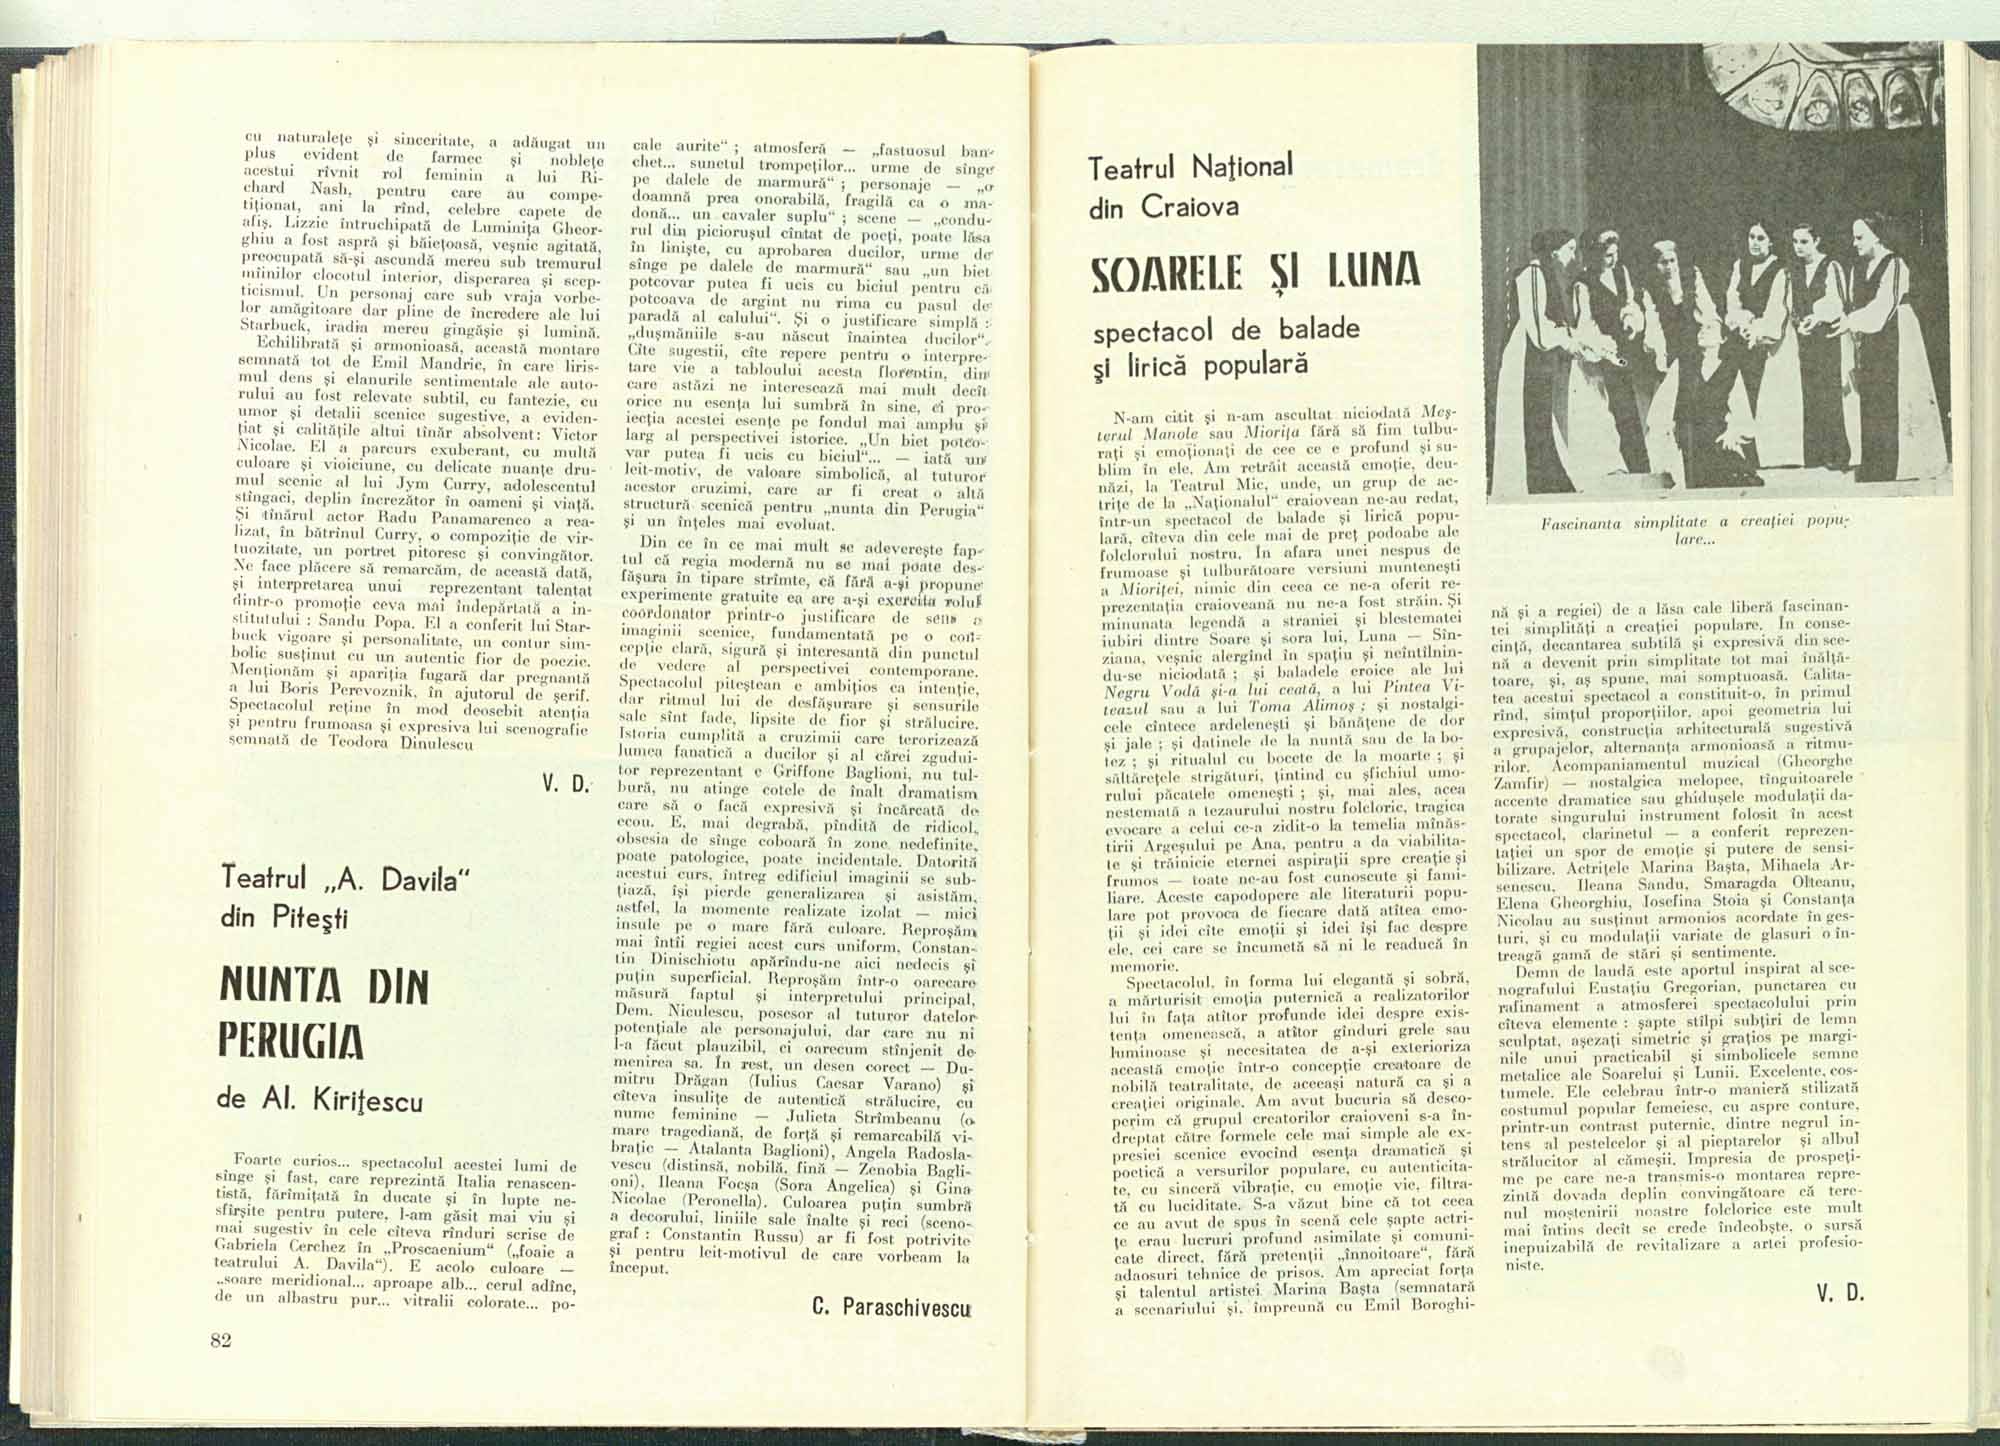 cu naturalețe și sinceritate, a adăugat un
plus evident de farmec și noblețe
acestui rîvnit rol feminin a lui Ri-
chard Nash, pentru care au compe-
tiționat, ani la rînd, celebre capete de
afiș. Lizzie întruchipată de Luminița Gheor-
ghiu a fost aspră și băiețoasă, veșnic agitată,
preocupată să-și ascundă mereu sub tremurul
mîinilor clocotul interior, disperarea și scep-
ticismul. Un personaj care sub vraja vorbe-
lor amăgitoare dar pline de încredere ale lui
Starbuck, iradia mereu gingășie și lumină.
Echilibrată și armonioasă, această montare
semnată tot de Emil Mandric, în care liris-
mul dens și elanurile sentimentale ale auto-
rului au fost relevate subtil, cu fantezie, cu
umor și detalii scenice sugestive, a eviden-
țiat și calitățile altui tînăr absolvent: Victor
Nicolae. El a parcurs exuberant, cu multă
culoare și vioiciune, cu delicate nuanțe dru-
mul scenic al lui Jym Curry, adolescentul
stîngaci, deplin încrezător în oameni și viață.
Și tînărul actor Radu Panamarenco a rea-
lizat, în bătrînul Curry, o compoziție de vir-
tuozitate, un portret pitoresc și convingător.
Ne face plăcere să remarcăm, de această dată,
și interpretarea unui reprezentant talentat
dintr-o promoție ceva mai îndepărtată a in-
stitutului : Sandu Popa. El a conferit lui Star-
buck vigoare și personalitate, un contur sim-
bolic susținut cu un autentic fior de poezie.
Menționăm și apariția fugară dar pregnantă
a lui Boris Perevoznik, în ajutorul de șerif.
Spectacolul reține în mod deosebit atenția
și pentru frumoasa și expresiva lui scenografie
semnată de Teodora Dinulescu
V. D.
Teatrul „A. Davila“
din Pitești
NUNTA DIN
PERUGIA
de Al. Kirițescu
Foarte curios... spectacolul acestei lumi de
sînge și fast, care reprezintă Italia renascen-
tistă, fărîmițată în ducate și în lupte ne-
sfîrșite pentru putere, l-am găsit mai viu și
mai sugestiv în cele cîteva rînduri scrise de
Gabriela Cerchez în „Proscaenium“ („foaie a
teatrului A. Davila“). E acolo culoare —
„soare meridional... aproape alb... cerul adînc,
de un albastru pur... vitralii colorate... po-
cale aurite“ ; atmosferă — „fastuosul ban-
chet... sunetul trompeților... urme de sînge
pe dalele de marmură“ ; personaje — „o
doamnă prea onorabilă, fragilă ca o ma-
donă... un cavaler suplu“ ; scene — „condu-
rul din piciorușul cîntat de poeți, poate lăsa
în liniște, cu aprobarea ducilor, urme de
sînge pe dalele de marmură“ sau „un biet
potcovar putea fi ucis cu biciul pentru că
potcoava de argint nu rima cu pasul de
paradă al calului“. Și o justificare simplă :
„dușmăniile s-au născut înaintea ducilor“.
Cîte sugestii, cîte repere pentru o interpre-
tare vie a tabloului acesta florentin, din
care astăzi ne interesează mai mult decît
orice nu esența lui sumbră în sine, ci pro-
iecția acestei esențe pe fondul mai amplu și
larg al perspectivei istorice. „Un biet potco-
var putea fi ucis cu biciul“... — iată un
leit-motiv, de valoare simbolică, al tuturor
acestor cruzimi, care ar fi creat o altă
structură scenică pentru „nunta din Perugia“
și un înțeles mai evoluat.
Din ce în ce mai mult se adeverește fap-
tul că regia modernă nu se mai poate des-
fășura în tipare strîmte, că fără a-și propune
experimente gratuite ea are a-și exercita rolul
coordonator printr-o justificare de sens a
imaginii scenice, fundamentată pe o con-
cepție clară, sigură și interesantă din punctul
de vedere al perspectivei contemporane.
Spectacolul piteștean e ambițios ca intenție,
dar ritmul lui de desfășurare și sensurile
sale sînt fade, lipsite de fior și strălucire.
Istoria cumplită a cruzimii care terorizează
lumea fanatică a ducilor și al cărei zgudui-
tor reprezentant e Griffone Baglioni, nu tul-
bură, nu atinge cotele de înalt dramatism
care să o facă expresivă și încărcată de
ecou. E, mai degrabă, pîndită de ridicol,
obsesia de sînge coboară în zone nedefinite,
poate patologice, poate incidentale. Datorită
acestui curs, întreg edificiul imaginii se sub-
țiază, își pierde generalizarea și asistăm,
astfel, la momente realizate izolat — mici
insule pe o mare fără culoare. Reproșăm
mai întîi regiei acest curs uniform, Constan-
tin Dinischiotu apărîndu-ne aici nedecis și
puțin superficial. Reproșăm într-o oarecare
măsură faptul și interpretului principal,
Dem. Niculescu, posesor al tuturor datelor
potențiale ale personajului, dar care nu ni
l-a făcut plauzibil, ci oarecum stînjenit de
menirea sa. În rest, un desen corect — Du-
mitru Drăgan (Iulius Caesar Varano) și
cîteva insulițe de autentică strălucire, cu
nume feminine — Julieta Strîmbeanu (o
mare tragediană, de forță și remarcabilă vi-
brație — Atalanta Baglioni), Angela Radosla-
vescu (distinsă, nobilă, fină — Zenobia Bagli-
oni), Ileana Focșa (Sora Angelica) și Gina
Nicolae (Peronella). Culoarea puțin sumbră
a decorului, liniile sale înalte și reci (sceno-
graf : Constantin Russu) ar fi fost potrivite
și pentru leit-motivul de care vorbeam la
început.
C. Paraschivescu
82
Teatrul Național
din Craiova
SOARELE ȘI LUNA
spectacol de balade
și lirică populară
N-am citit și n-am ascultat niciodată Meș-
terul Manole sau Miorița fără să fim tulbu-
rați și emoționați de cee ce e profund și su-
blim în ele. Am retrăit această emoție, deu-
năzi, la Teatrul Mic, unde, un grup de ac-
trițe de la „Naționalul“ craiovean ne-au redat,
într-un spectacol de balade și lirică popu-
lară, cîteva din cele mai de preț podoabe ale
folclorului nostru. În afara unei nespus de
frumoase și tulburătoare versiuni muntenești
a Mioriței, nimic din ceea ce ne-a oferit re-
prezentația craioveană nu ne-a fost străin. Și
minunata legendă a straniei și blestematei
iubiri dintre Soare și sora lui, Luna — Sîn-
ziana, veșnic alergînd în spațiu și neîntîlnin-
du-se niciodată ; și baladele eroice ale lui
Negru Vodă și-a lui ceată, a lui Pintea Vi-
teazul sau a lui Toma Alimoș ; și nostalgi-
cele cîntece ardelenești și bănățene de dor
și jale ; și datinele de la nuntă sau de la bo-
tez ; și ritualul cu bocete de la moarte ; și
săltărețele strigături, țintind cu șfichiul umo-
rului păcatele omenești ; și, mai ales, acea
nestemată a tezaurului nostru folcloric, tragica
evocare a celui ce-a zidit-o la temelia mînăs-
tirii Argeșului pe Ana, pentru a da viabilita-
te și trăinicie eternei aspirații spre creație și
frumos — toate ne-au fost cunoscute și fami-
liare. Aceste capodopere ale literaturii popu-
lare pot provoca de fiecare dată atîtea emo-
ții și idei cîte emoții și idei își fac despre
ele, cei care se încumetă să ni le readucă în
memorie.
Spectacolul, în forma lui elegantă și sobră,
a mărturisit emoția puternică a realizatorilor
lui în fața atîtor profunde idei despre exis-
tența omenească, a atîtor gînduri grele sau
luminoase și necesitatea de a-și exterioriza
această emoție într-o concepție creatoare de
nobilă teatralitate, de aceeași natură ca și a
creației originale. Am avut bucuria să desco-
perim că grupul creatorilor craioveni s-a în-
dreptat către formele cele mai simple ale ex-
presiei scenice evocînd esența dramatică și
poetică a versurilor populare, cu autenticita-
te, cu sinceră vibrație, cu emoție vie, filtra-
tă cu luciditate. S-a văzut bine că tot ceea
ce au avut de spus în scenă cele șapte actri-
țe erau lucruri profund asimilate și comuni-
cate direct, fără pretenții „înnoitoare“, fără
adaosuri tehnice de prisos. Am apreciat forța
și talentul artistei Marina Bașta (semnatară
a scenariului și, împreună cu Emil Boroghi-
Fascinanta simplitate a creației popu-
lare...
nă și a regiei) de a lăsa cale liberă fascinan-
tei simplități a creației populare. În conse-
cință, decantarea subtilă și expresivă din sce-
nă a devenit prin simplitate tot mai înălță-
toare, și, aș spune, mai somptuoasă. Calita-
tea acestui spectacol a constituit-o, în primul
rînd, simțul proporțiilor, apoi geometria lui
expresivă, construcția arhitecturală sugestivă
a grupajelor, alternanța armonioasă a ritmu-
rilor. Acompaniamentul muzical (Gheorghe
Zamfir) — nostalgica melopee, tînguitoarele
accente dramatice sau ghidușele modulații da-
torate singurului instrument folosit în acest
spectacol, clarinetul — a conferit reprezen-
tației un spor de emoție și putere de sensi-
bilizare. Actrițele Marina Bașta, Mihaela Ar-
senescu, Ileana Sandu, Smaragda Olteanu,
Elena Gheorghiu, Iosefina Stoia și Constanța
Nicolau au susținut armonios acordate în ges-
turi, și cu modulații variate de glasuri o în-
treagă gamă de stări și sentimente.
Demn de laudă este aportul inspirat al sce-
nografului Eustațiu Gregorian, punctarea cu
rafinament a atmosferei spectacolului prin
cîteva elemente : șapte stîlpi subțiri de lemn
sculptat, așezați simetric și grațios pe margi-
nile unui practicabil și simbolicele semne
metalice ale Soarelui și Lunii. Excelente, cos-
tumele. Ele celebrau într-o manieră stilizată
costumul popular femeiesc, cu aspre conture,
printr-un contrast puternic, dintre negrul in-
tens al pestelcelor și al pieptarelor și albul
strălucitor al cămeșii. Impresia de prospeți-
me pe care ne-a transmis-o montarea repre-
zintă dovada deplin convingătoare că tere-
nul moștenirii noastre folclorice este mult
mai întins decît se crede îndeobște, o sursă
inepuizabilă de revitalizare a artei profesio-
niste.
V. D.